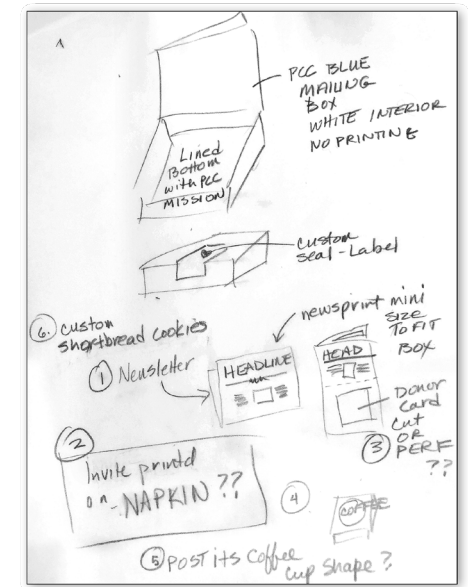 PCC BLUE
MAILING
BOX
WHITE INTERIOR
NO PRINTING
Lined
Bottom
with PCC
MISSION
custom
seal-Label
6. custom
shortbread cookies
newsprint mini
SIZE
TO FIT
BOX
1 Newsletter
HEADLINE
HEAD
DONOR
Card
Cut
OR
PERF
??
3
2
Invite printd
on - NAPKIN ??
4
COFFEE
5 POST ITS Coffee
cup shape?